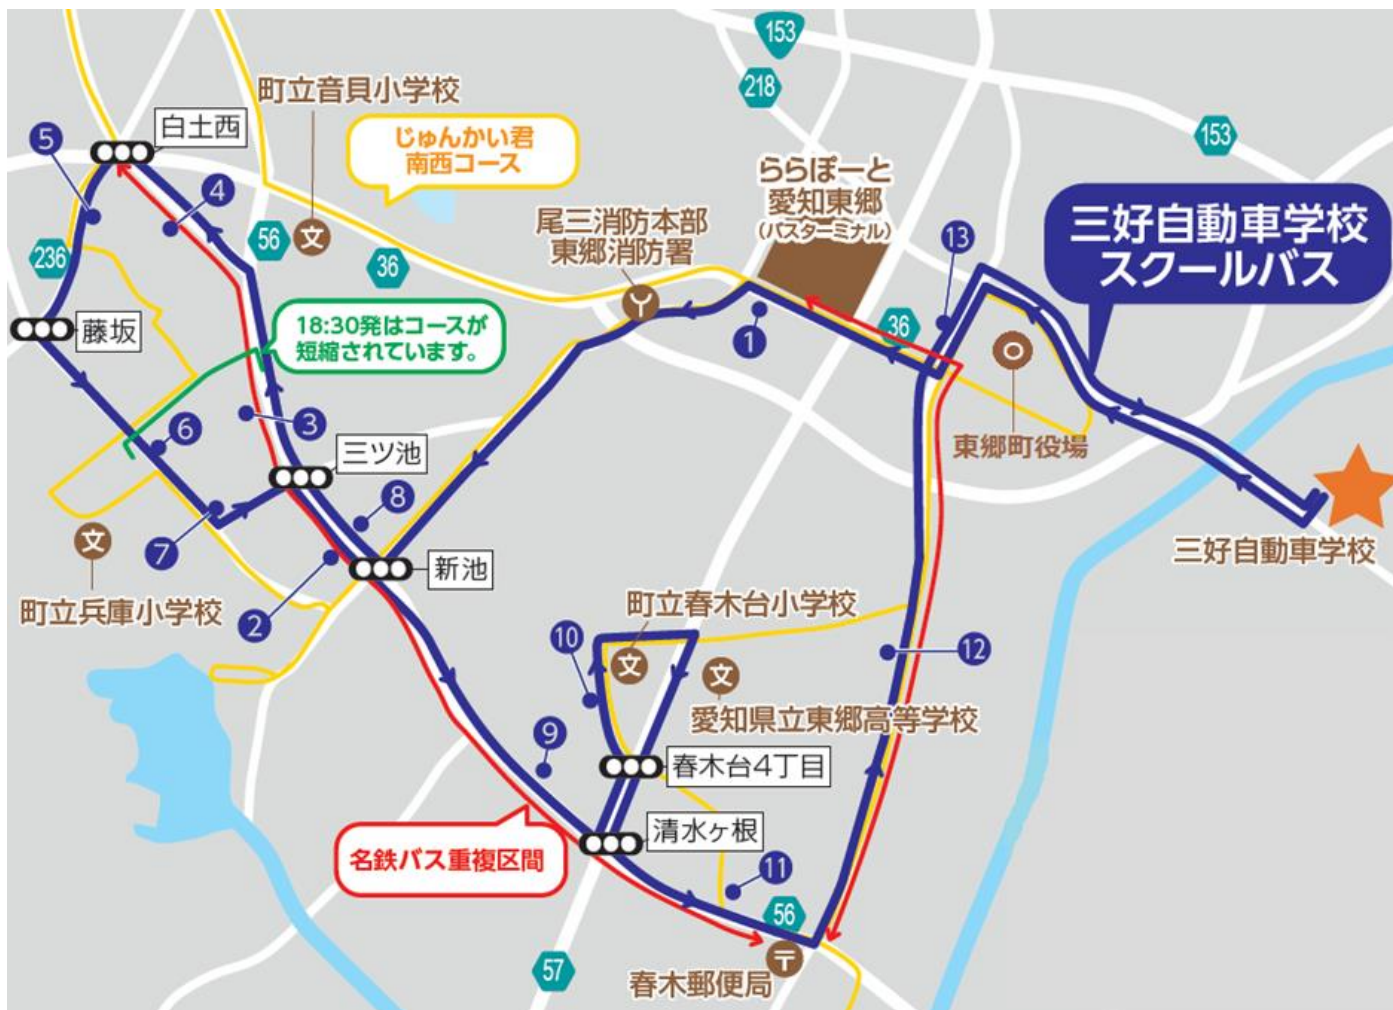 153
218
153
町立音貝小学校
じゅんかい君
南西コース
白土西
⑤
④
文
56
236
36
尾三消防本部
東郷消防署
ららぽーと
愛知東郷
(バスターミナル)
⑬
三好自動車学校
スクールバス
藤坂
18:30発はコースが
短縮されています。
①
36
③
⑥
三ツ池
東郷町役場
⑧
⑦
文
町立兵庫小学校
②
新池
三好自動車学校
町立春木台小学校
⑩
文
文
⑫
愛知県立東郷高等学校
⑨
春木台4丁目
清水ヶ根
名鉄バス重複区間
⑪
56
57
〒
春木郵便局